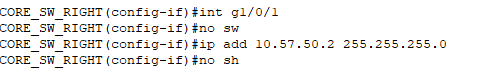 CORE_SW_RIGHT(config-if)#int g1/0/1
CORE_SW_RIGHT(config-if)#no sw
CORE_SW_RIGHT(config-if)#ip add 10.57.50.2 255.255.255.0
CORE_SW_RIGHT(config-if)#no sh